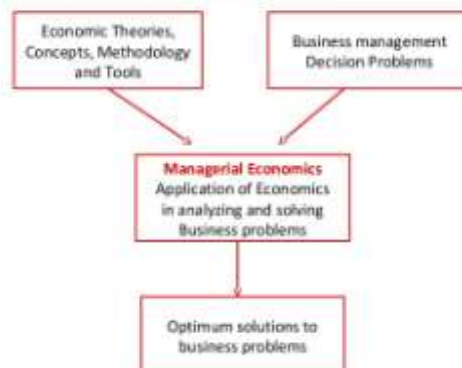 Economic Theories,
Concepts, Methodology
and Tools
Business management
Decision Problems
Managerial Economics
Application of Economics
in analyzing and solving
Business problems
Optimum solutions to
business problems